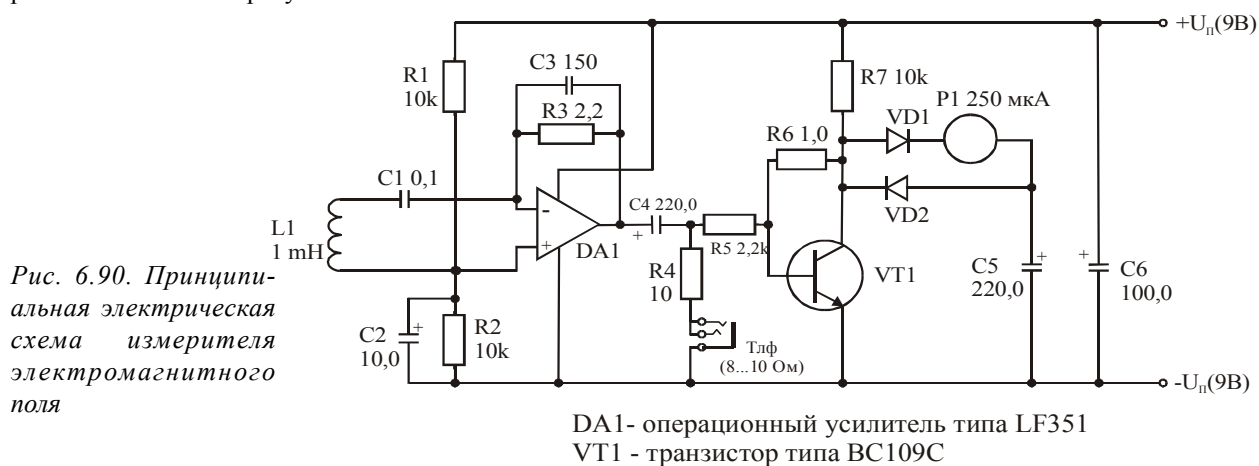 +Uп(9В)
C3 150
R1
10k
R3 2,2
R7 10k
P1 250 мкА
VD1
R6 1,0
C1 0,1
-
+
DA1
C4 220,0
+
VD2
L1
1 mH
R5 2,2k
R4
10
VT1
C5
220,0
+
+
C6
100,0
Рис. 6.90. Принципи-
альная электрическая
схема измерителя
электромагнитного
поля
C2
10,0
+
R2
10k
Тлф
(8...10 Ом)
-Uп(9В)
DA1- операционный усилитель типа LF351
VT1 - транзистор типа BC109C